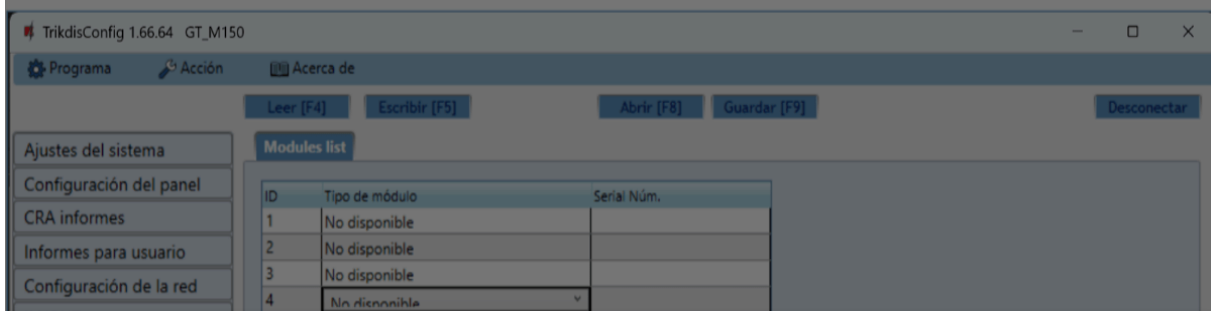 TrikdisConfig 1.66.64 GT_M150
Programa Acción Acerca de
Leer [F4] Escribir [F5] Abrir [F8] Guardar [F9] Desconectar
Ajustes del sistema
Configuración del panel
CRA informes
Informes para usuario
Configuración de la red
Modules list
ID Tipo de módulo Serial Núm.
1 No disponible
2 No disponible
3 No disponible
4 No disponible